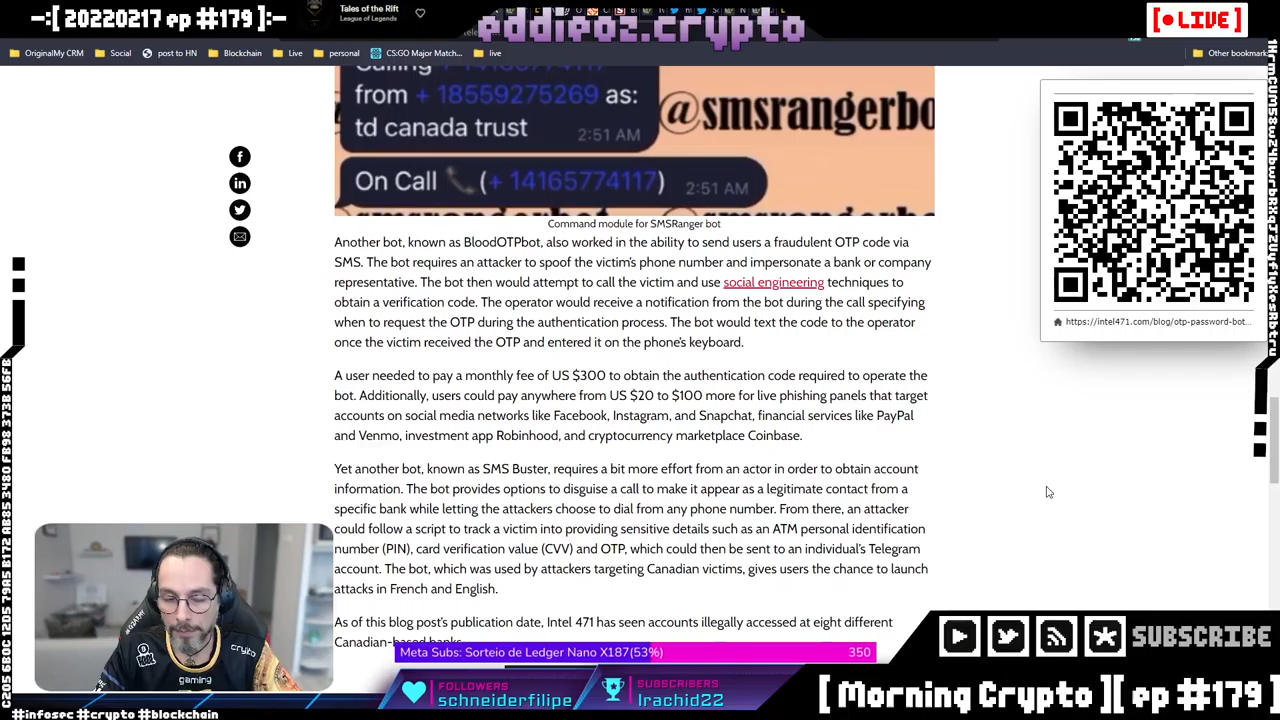 -:[ 20220217 ep #179 ]:-
Tales of the Rift
League of Legends
eddieoz.crypto
[● LIVE]
OriginalMy CRM
Social
post to HN
Blockchain
Live
personal
CS:GO Major Match...
live
Other bookmark
from + 18559275269 as:
td canada trust
2:51 AM
@smsrangerbo
On Call 📞 (+ 14165774117) 2:51 AM
Command module for SMSRanger bot
Another bot, known as BloodOTPbot, also worked in the ability to send users a fraudulent OTP code via
SMS. The bot requires an attacker to spoof the victim's phone number and impersonate a bank or company
representative. The bot then would attempt to call the victim and use social engineering techniques to
obtain a verification code. The operator would receive a notification from the bot during the call specifying
when to request the OTP during the authentication process. The bot would text the code to the operator
once the victim received the OTP and entered it on the phone's keyboard.
A user needed to pay a monthly fee of US $300 to obtain the authentication code required to operate the
bot. Additionally, users could pay anywhere from US $20 to $100 more for live phishing panels that target
accounts on social media networks like Facebook, Instagram, and Snapchat, financial services like PayPal
and Venmo, investment app Robinhood, and cryptocurrency marketplace Coinbase.
Yet another bot, known as SMS Buster, requires a bit more effort from an actor in order to obtain account
information. The bot provides options to disguise a call to make it appear as a legitimate contact from a
specific bank while letting the attackers choose to dial from any phone number. From there, an attacker
could follow a script to track a victim into providing sensitive details such as an ATM personal identification
number (PIN), card verification value (CVV) and OTP, which could then be sent to an individual's Telegram
account. The bot, which was used by attackers targeting Canadian victims, gives users the chance to launch
attacks in French and English.
As of this blog post's publication date, Intel 471 has seen accounts illegally accessed at eight different
Canadian-based banks.
https://intel471.com/blog/otp-password-bot...
crypto
gaming
Meta Subs: Sorteio de Ledger Nano X187(53%)
350
FOLLOWERS
schneiderfilipe
SUBSCRIBERS
lrachid22
SUBSCRIBE
[ Morning Crypto ][ ep #179 ]
#infosec #crypto #blockchain